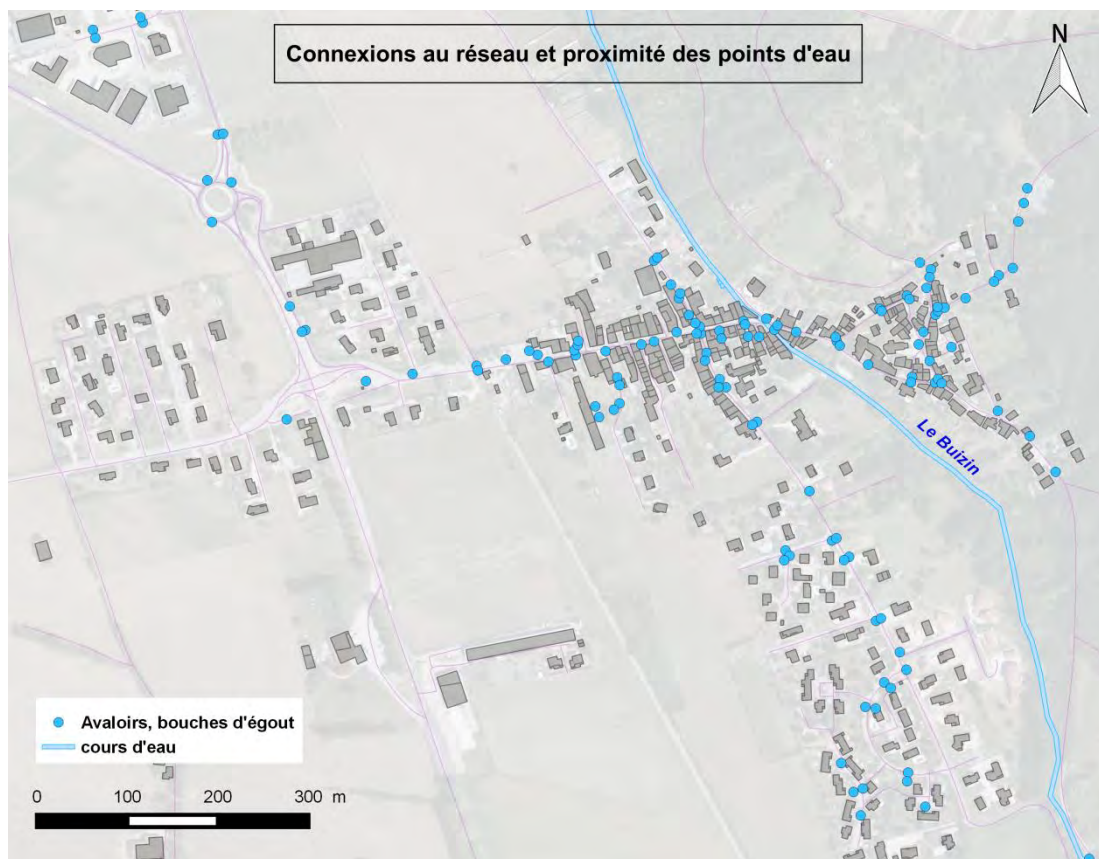 Connexions au réseau et proximité des points d'eau
N
Le Buizin
Avaloirs, bouches d'égout
cours d'eau
0 100 200 300 m